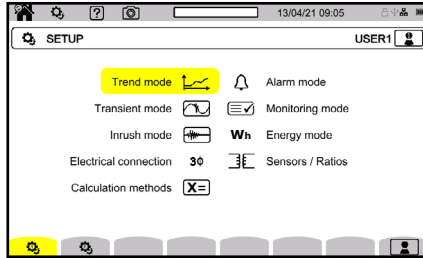 13/04/21 09:05
SETUP USER1
Trend mode Alarm mode
Transient mode Monitoring mode
Inrush mode Wh Energy mode
Electrical connection 3Φ Sensors / Ratios
Calculation methods X=